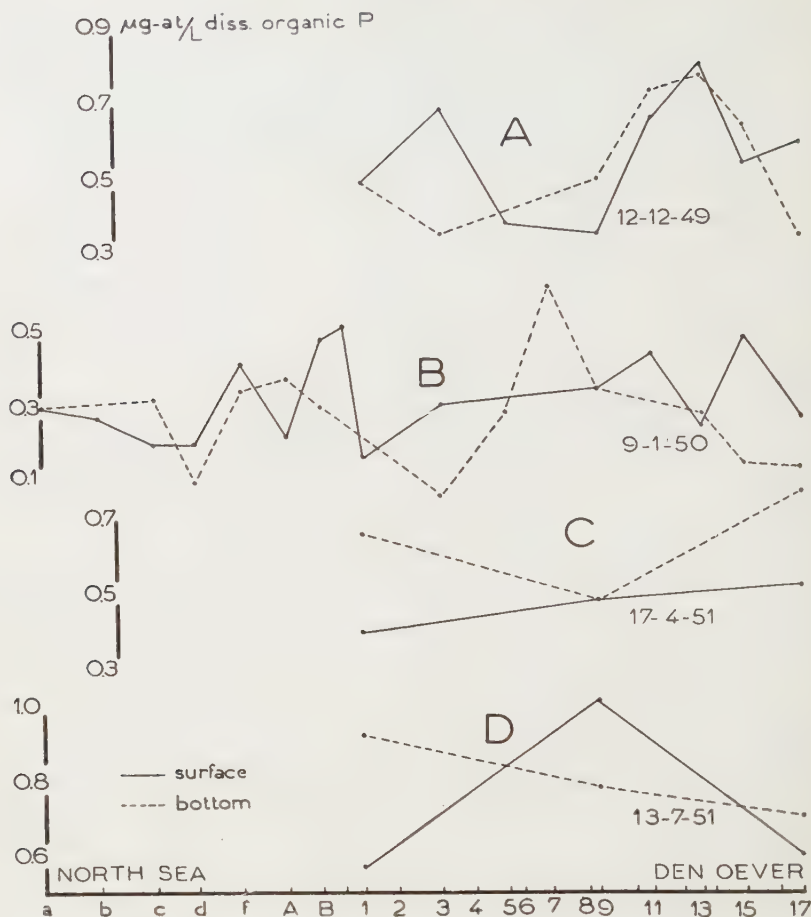 0.9 µg-at/L diss. organic P
0.7
A
0.5
12-12-49
0.3
0.5
B
0.3
9-1-50
0.1
0.7
C
0.5
17-4-51
0.3
1.0
D
surface
0.8
bottom
13-7-51
0.6
NORTH SEA DEN OEVER
a b c d f A B 1 2 3 4 5 6 7 8 9 11 13 15 17